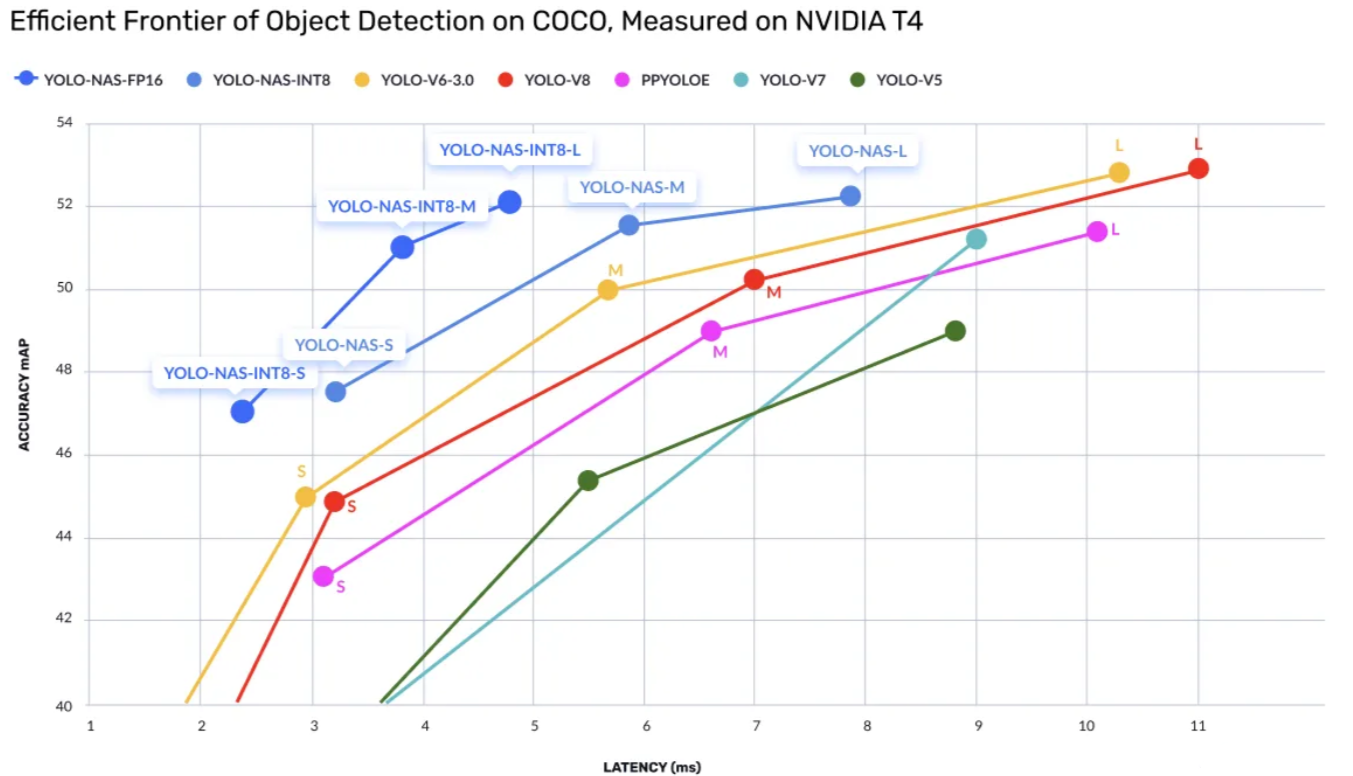 Efficient Frontier of Object Detection on COCO, Measured on NVIDIA T4
YOLO-NAS-FP16 YOLO-NAS-INT8 YOLO-V6-3.0 YOLO-V8 PPYOLOE YOLO-V7 YOLO-V5
54
YOLO-NAS-INT8-L
YOLO-NAS-L
L
L
YOLO-NAS-M
52
YOLO-NAS-INT8-M
L
M
50
M
M
YOLO-NAS-S
48
YOLO-NAS-INT8-S
ACCURACY mAP
46
S
S
44
S
42
40
1 2 3 4 5 6 7 8 9 10 11
LATENCY (ms)